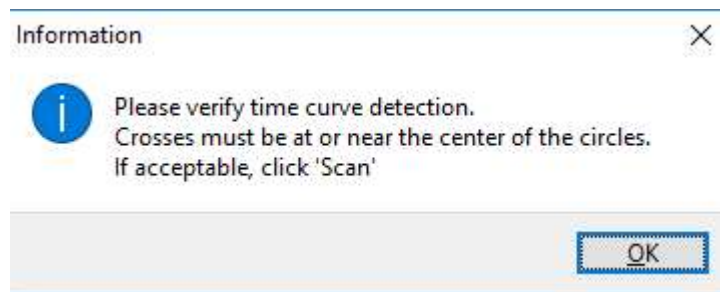 Information
Please verify time curve detection.
Crosses must be at or near the center of the circles.
If acceptable, click 'Scan'
OK